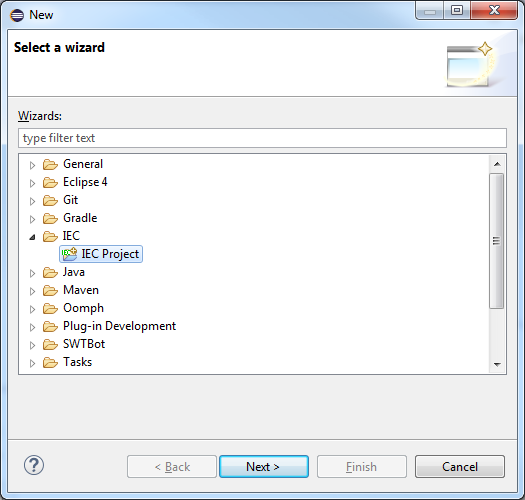 New
Select a wizard
Wizards:
type filter text
General
Eclipse 4
Git
Gradle
IEC
IEC Project
Java
Maven
Oomph
Plug-in Development
SWTBot
Tasks
? < Back Next > Finish Cancel